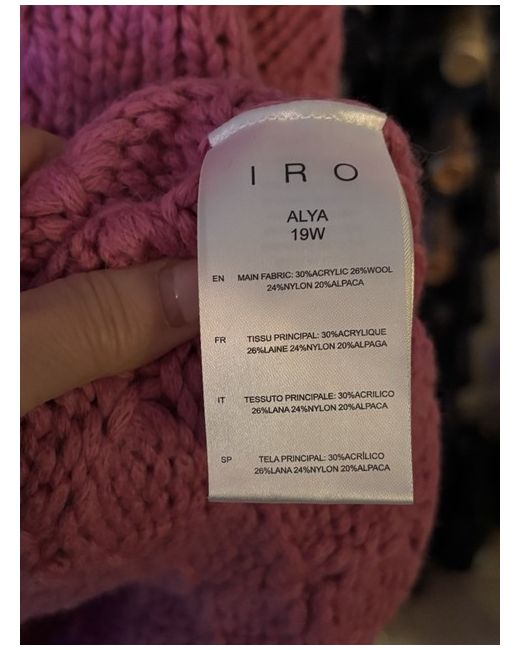 IRO
ALYA
19W
EN MAIN FABRIC: 30%ACRYLIC 26%WOOL
24%NYLON 20%ALPACA
FR TISSU PRINCIPAL: 30%ACRYLIQUE
26%LAINE 24%NYLON 20%ALPAGA
IT TESSUTO PRINCIPALE: 30%ACRILICO
26%LANA 24%NYLON 20%ALPACA
SP TELA PRINCIPAL: 30%ACRÍLICO
26%LANA 24%NYLON 20%ALPACA